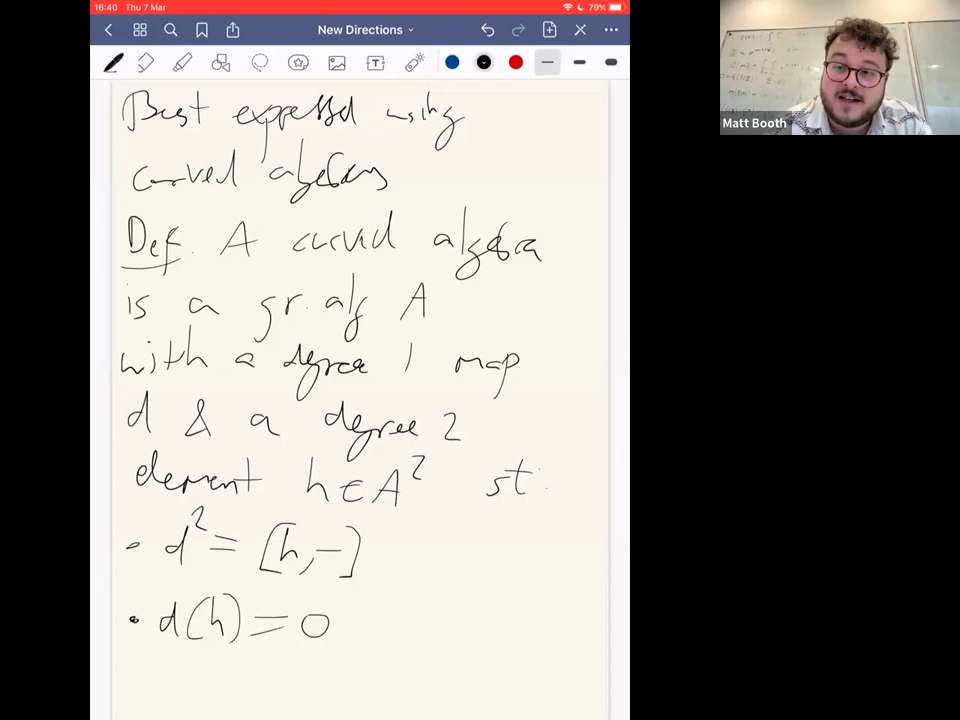 16:40 Thu 7 Mar
79%
New Directions
Best expressed using
curved algebras
Def. A curved algebra
is a gr. alg A
with a degree 1 map
d & a degree 2
element h ∈ A² st.
• d² = [h, −]
• d(h) = 0
Matt Booth